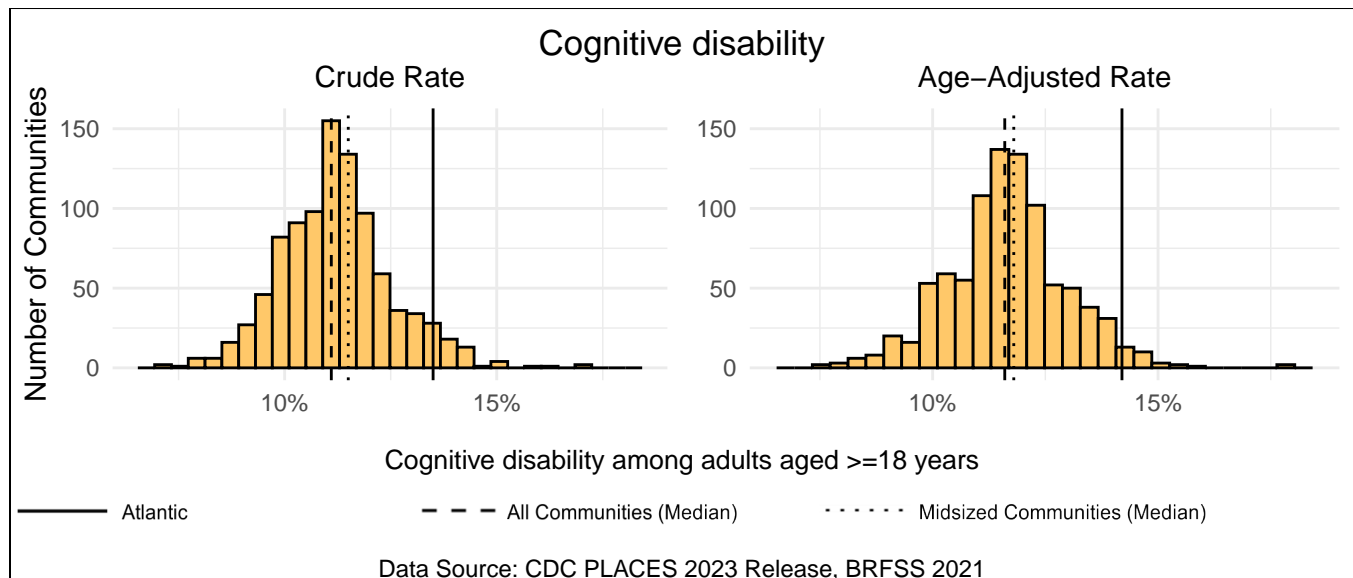 Cognitive disability
Crude Rate
Age−Adjusted Rate
Number of Communities
150
100
50
0
10%
15%
150
100
50
0
10%
15%
Cognitive disability among adults aged >=18 years
Atlantic
All Communities (Median)
Midsized Communities (Median)
Data Source: CDC PLACES 2023 Release, BRFSS 2021